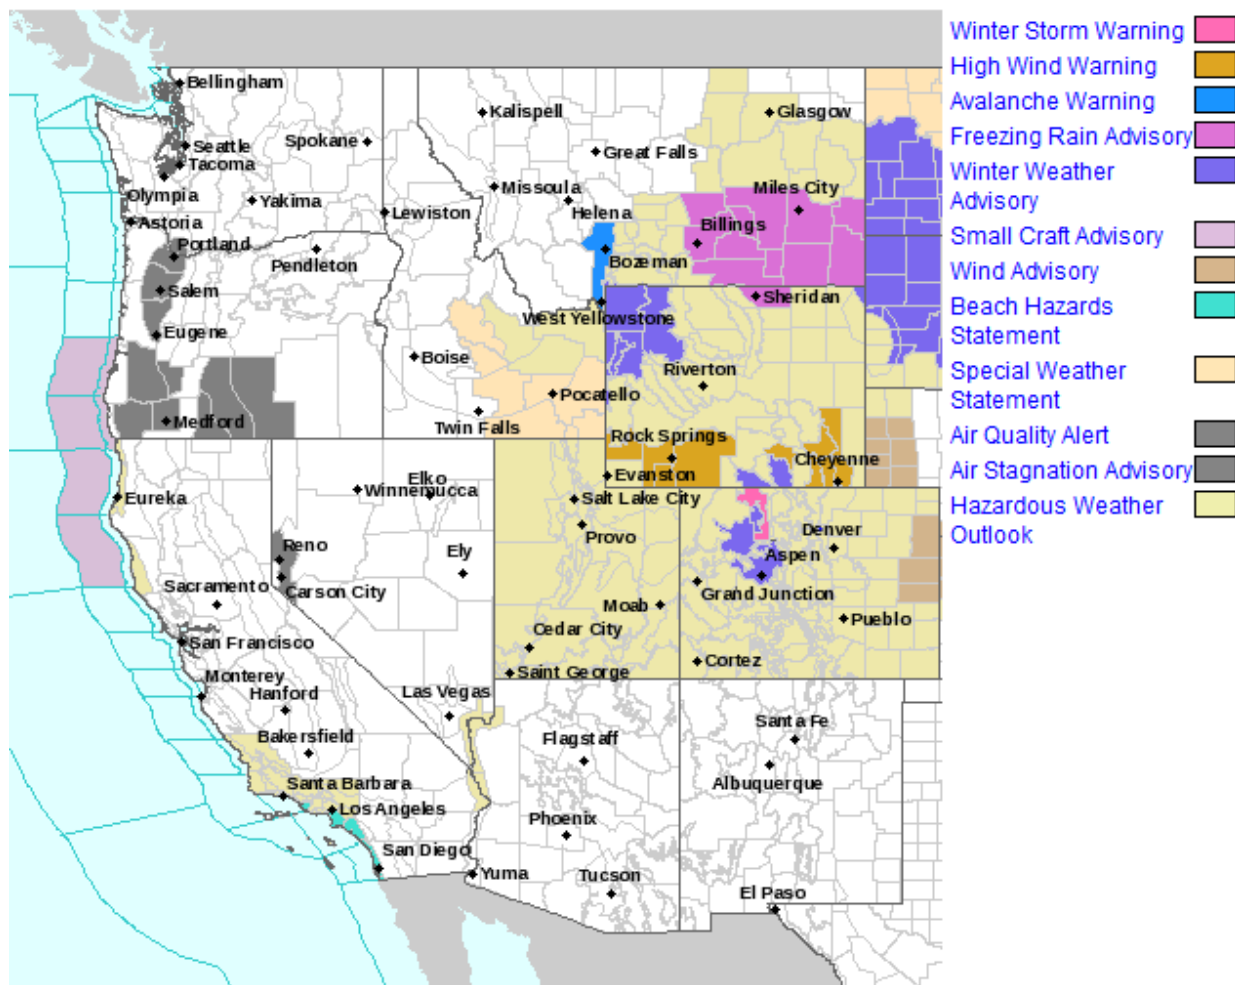 Winter Storm Warning
High Wind Warning
Avalanche Warning
Freezing Rain Advisory
Winter Weather
Advisory
Small Craft Advisory
Wind Advisory
Beach Hazards
Statement
Special Weather
Statement
Air Quality Alert
Air Stagnation Advisory
Hazardous Weather
Outlook
Bellingham
Kalispell
Glasgow
Seattle
Spokane
Tacoma
Great Falls
Olympia
Yakima
Missoula
Miles City
Astoria
Lewiston
Helena
Billings
Portland
Pendleton
Bozeman
Salem
Sheridan
Eugene
West Yellowstone
Boise
Riverton
Pocatello
Medford
Twin Falls
Rock Springs
Cheyenne
Evanston
Elko
Eureka
Winnemucca
Salt Lake City
Provo
Denver
Reno
Ely
Aspen
Sacramento
Carson City
Grand Junction
Moab
Pueblo
San Francisco
Cedar City
Cortez
Saint George
Monterey
Hanford
Las Vegas
Santa Fe
Bakersfield
Flagstaff
Albuquerque
Santa Barbara
Los Angeles
Phoenix
San Diego
Yuma
Tucson
El Paso